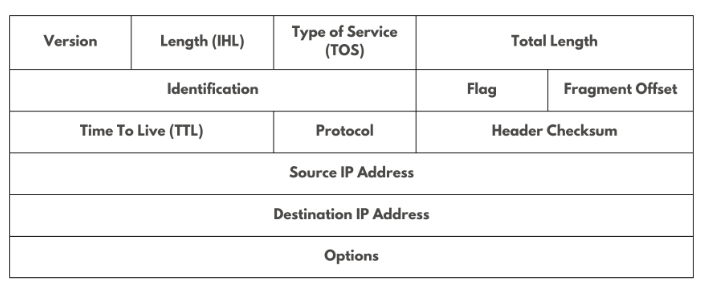 Version
Length (IHL)
Type of Service
(TOS)
Total Length
Identification
Flag
Fragment Offset
Time To Live (TTL)
Protocol
Header Checksum
Source IP Address
Destination IP Address
Options